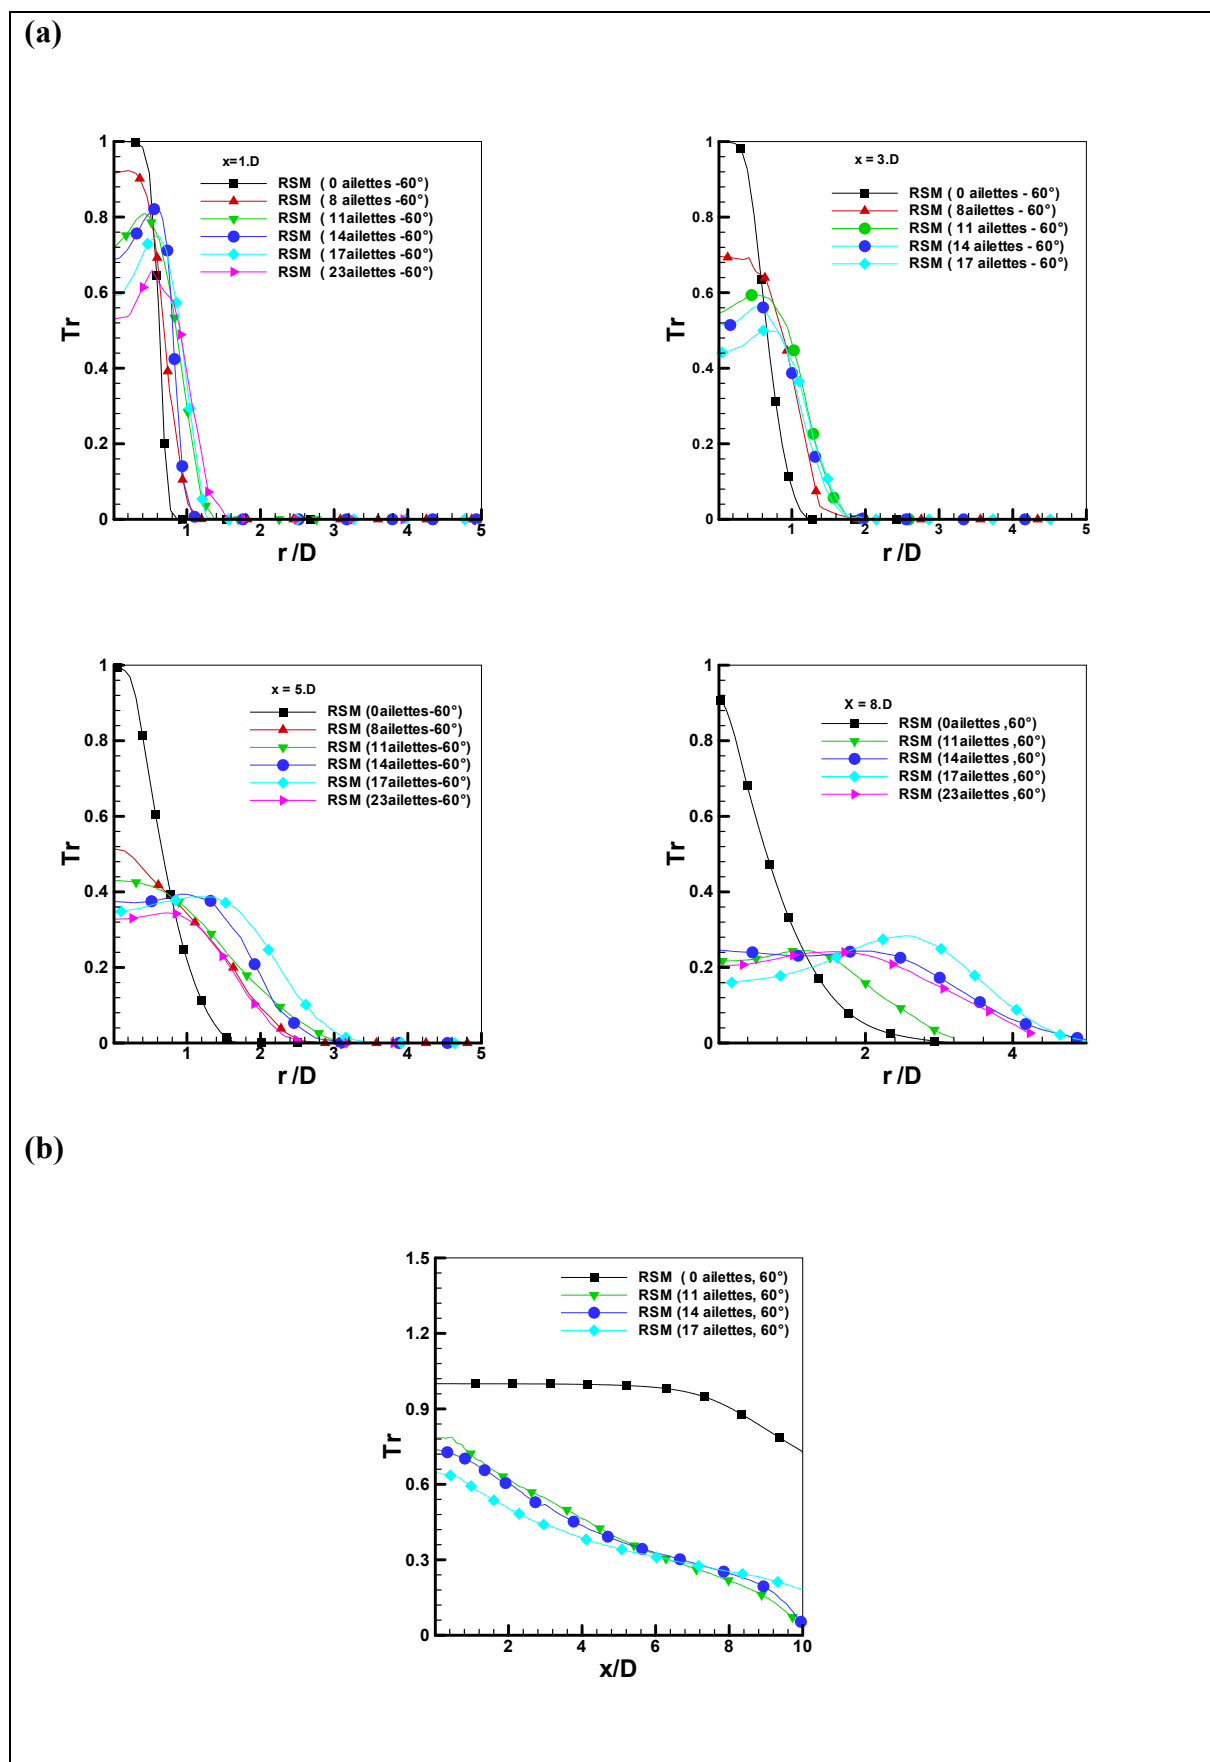 (a)
x=1.D
RSM ( 0 ailettes -60°)
RSM ( 8 ailettes -60°)
RSM ( 11ailettes -60°)
RSM ( 14ailettes -60°)
RSM ( 17ailettes -60°)
RSM ( 23ailettes -60°)
Tr
1
0.8
0.6
0.4
0.2
0
1 2 3 4 5
r /D
x = 3.D
RSM ( 0 ailettes - 60°)
RSM ( 8ailettes - 60°)
RSM ( 11 ailettes - 60°)
RSM (14 ailettes - 60°)
RSM ( 17 ailettes - 60°)
Tr
1
0.8
0.6
0.4
0.2
0
1 2 3 4 5
r /D
x = 5.D
RSM (0ailettes-60°)
RSM (8ailettes-60°)
RSM (11ailettes-60°)
RSM (14ailettes-60°)
RSM (17ailettes-60°)
RSM (23ailettes-60°)
Tr
1
0.8
0.6
0.4
0.2
0
1 2 3 4 5
r /D
X = 8.D
RSM (0ailettes ,60°)
RSM (11ailettes ,60°)
RSM (14ailettes ,60°)
RSM (17ailettes ,60°)
RSM (23ailettes ,60°)
Tr
1
0.8
0.6
0.4
0.2
0
2 4
r /D
(b)
RSM ( 0 ailettes, 60°)
RSM (11 ailettes, 60°)
RSM (14 ailettes, 60°)
RSM (17 ailettes, 60°)
Tr
1.5
1.2
0.9
0.6
0.3
0
2 4 6 8 10
x/D